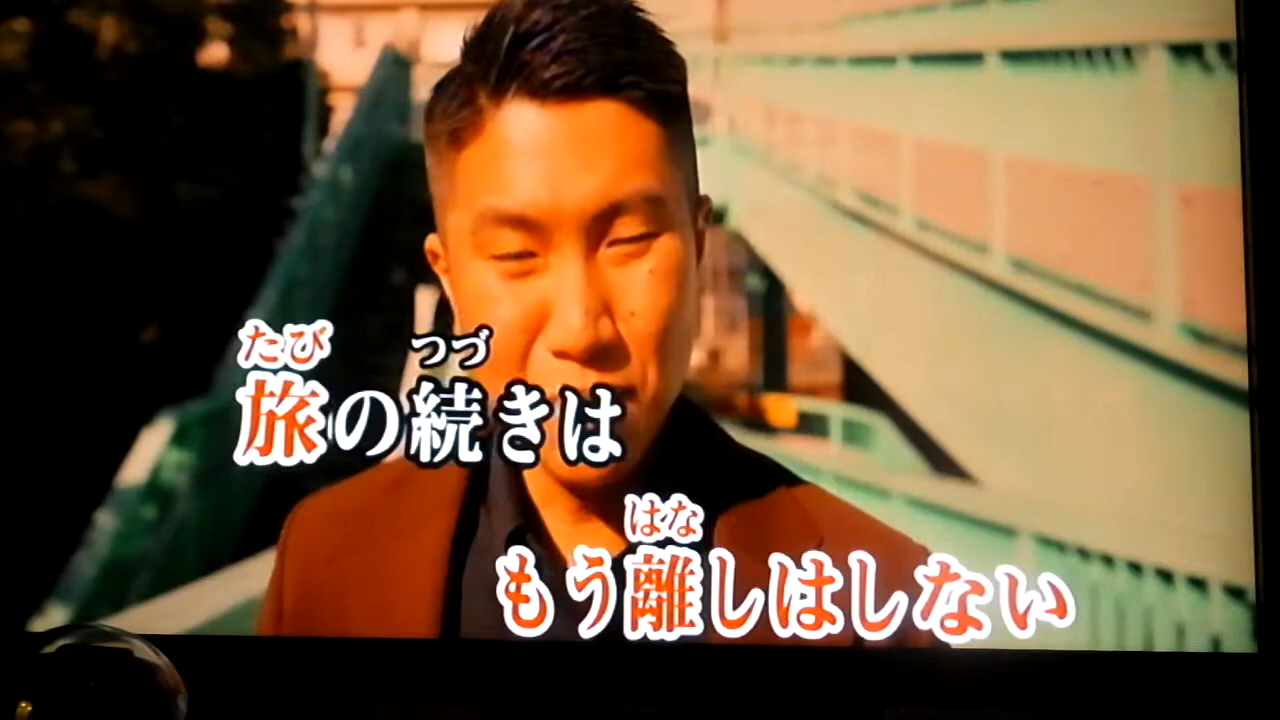 たび つづ
旅の続きは
はな
もう離しはしない